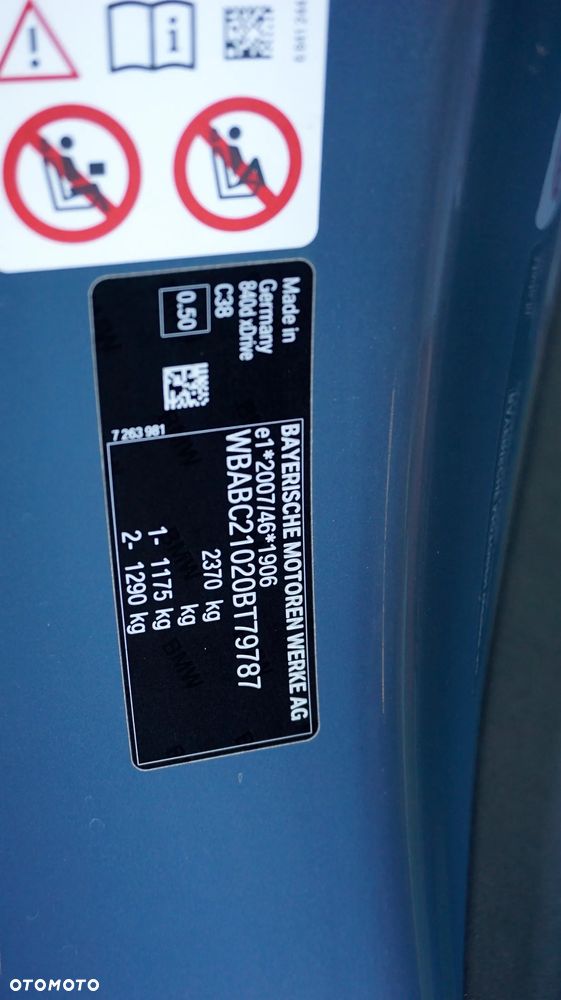 Made in
Germany
840d xDrive
C38
0.50
7 263 981
BAYERISCHE MOTOREN WERKE AG
e1*2007/46*1906
WBABC21020BT79787
2370 kg
1- 1175 kg
2- 1290 kg
OTOMOTO